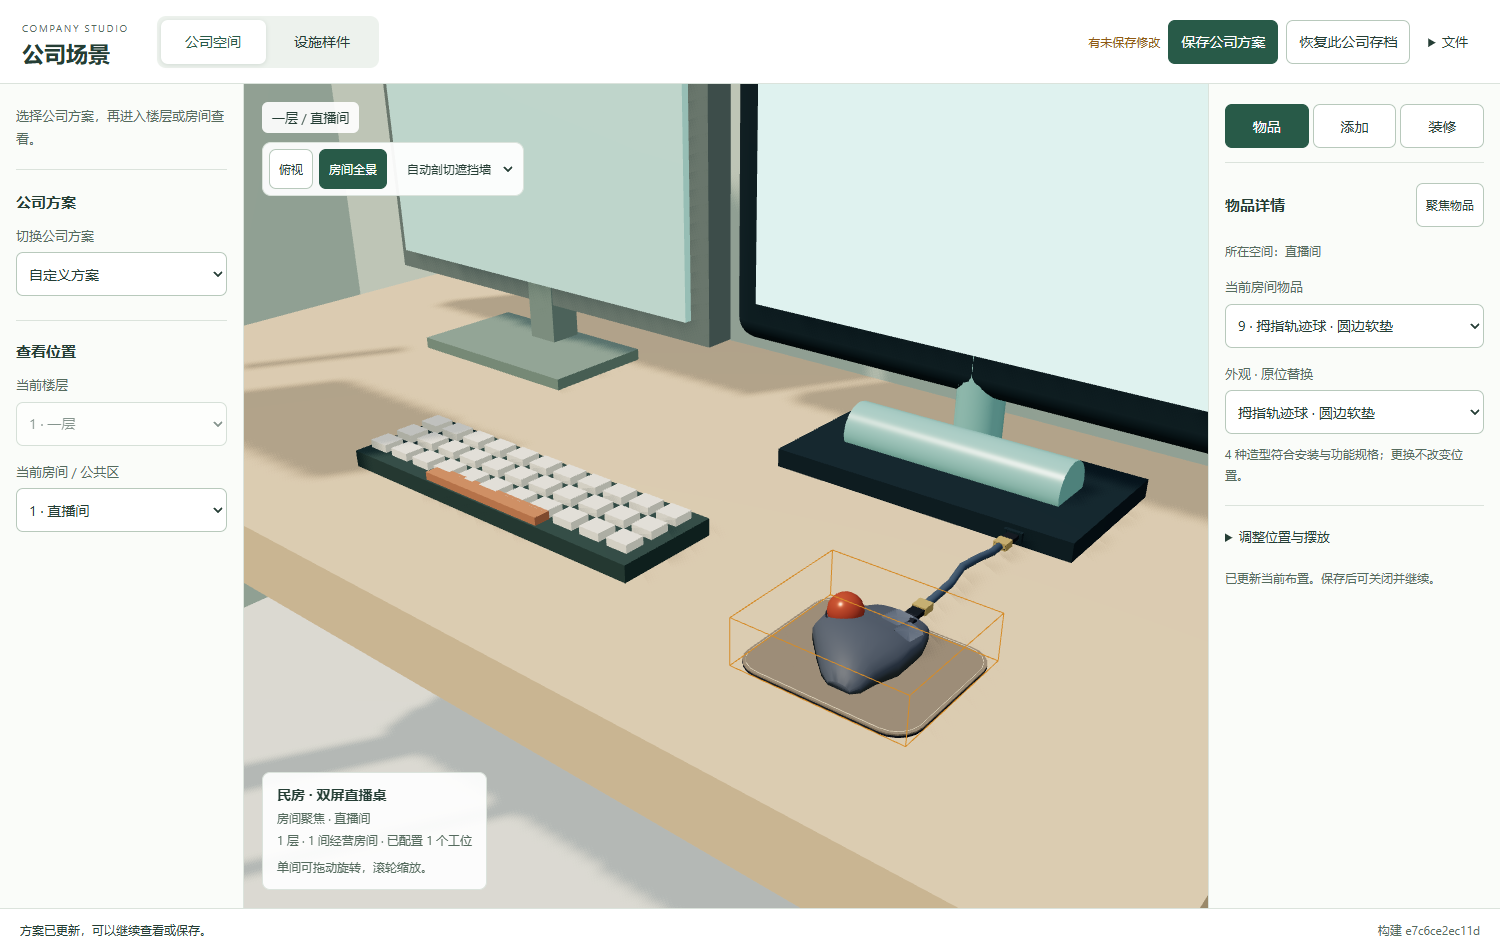 COMPANY STUDIO
公司场景
公司空间
设施样件
有未保存修改
保存公司方案
恢复此公司存档
▶ 文件
选择公司方案，再进入楼层或房间查看。
公司方案
切换公司方案
自定义方案
查看位置
当前楼层
1 · 一层
当前房间 / 公共区
1 · 直播间
一层 / 直播间
俯视
房间全景
自动剖切遮挡墙
民房 · 双屏直播桌
房间聚焦 · 直播间
1 层 · 1 间经营房间 · 已配置 1 个工位
单间可拖动旋转，滚轮缩放。
物品
添加
装修
物品详情
聚焦物品
所在空间：直播间
当前房间物品
9 · 拇指轨迹球 · 圆边软垫
外观 · 原位替换
拇指轨迹球 · 圆边软垫
4 种造型符合安装与功能规格；更换不改变位置。
▶ 调整位置与摆放
已更新当前布置。保存后可关闭并继续。
方案已更新，可以继续查看或保存。
构建 e7c6ce2ec11d